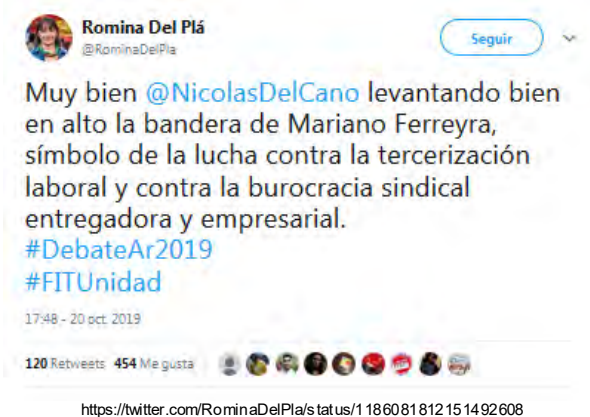 Romina Del Plá
@RominaDelPla
Seguir
Muy bien @NicolasDelCano levantando bien
en alto la bandera de Mariano Ferreyra,
símbolo de la lucha contra la tercerización
laboral y contra la burocracia sindical
entregadora y empresarial.
#DebateAr2019
#FITUnidad
17:48 - 20 oct. 2019
120 Retweets 454 Me gusta
https://twitter.com/RominaDelPla/status/1186081812151492608